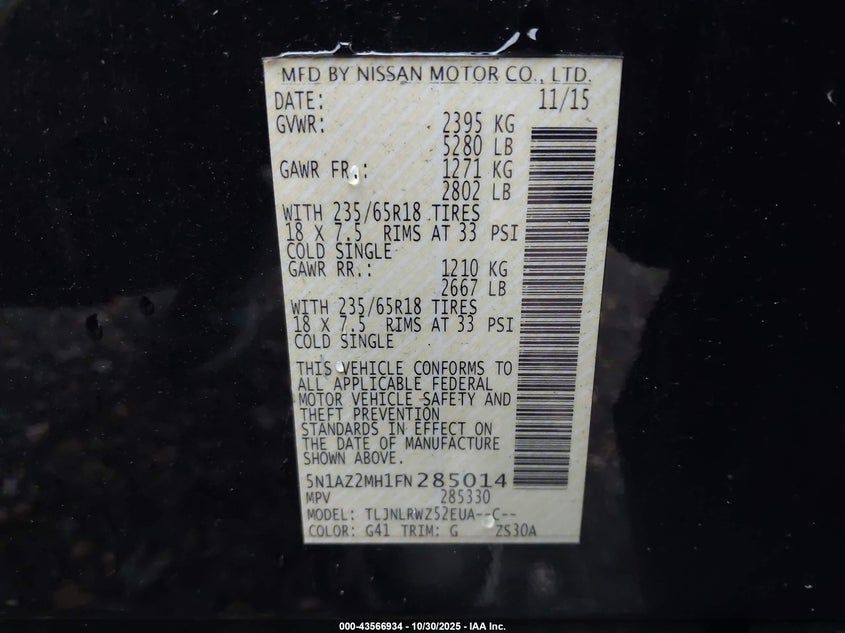 MFD BY NISSAN MOTOR CO., LTD.
DATE: 11/15
GVWR: 2395 KG
5280 LB
GAWR FR.: 1271 KG
2802 LB
WITH 235/65R18 TIRES
18 X 7.5 RIMS AT 33 PSI
COLD SINGLE
GAWR RR.: 1210 KG
2667 LB
WITH 235/65R18 TIRES
18 X 7.5 RIMS AT 33 PSI
COLD SINGLE
THIS VEHICLE CONFORMS TO
ALL APPLICABLE FEDERAL
MOTOR VEHICLE SAFETY AND
THEFT PREVENTION
STANDARDS IN EFFECT ON
THE DATE OF MANUFACTURE
SHOWN ABOVE.
5N1AZ2MH1FN285014
MPV 285330
MODEL: TLJNLRWZ52EUA--C--
COLOR: G41 TRIM: G ZS30A
000-43566934 - 10/30/2025 - IAA Inc.